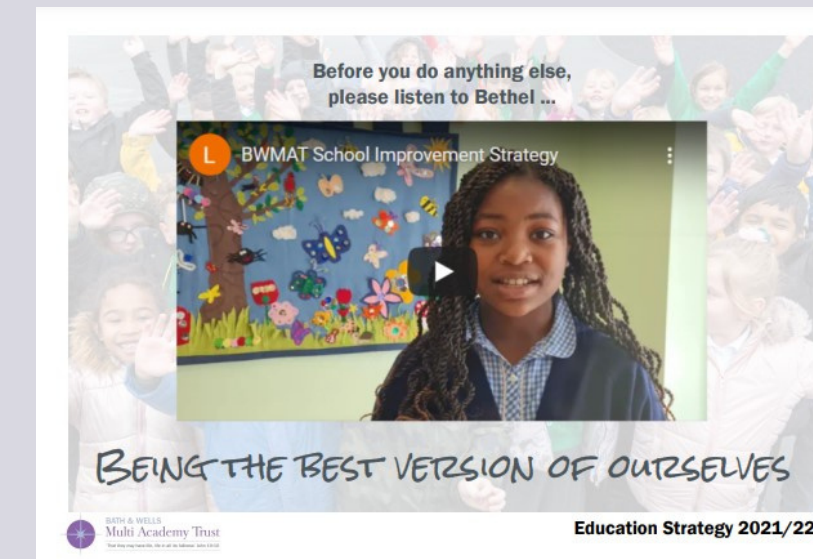 Before you do anything else,
please listen to Bethel ...
L
BWMAT School Improvement Strategy
BEING THE BEST VERSION OF OURSELVES
BATH & WELLS
Multi Academy Trust
Education Strategy 2021/22